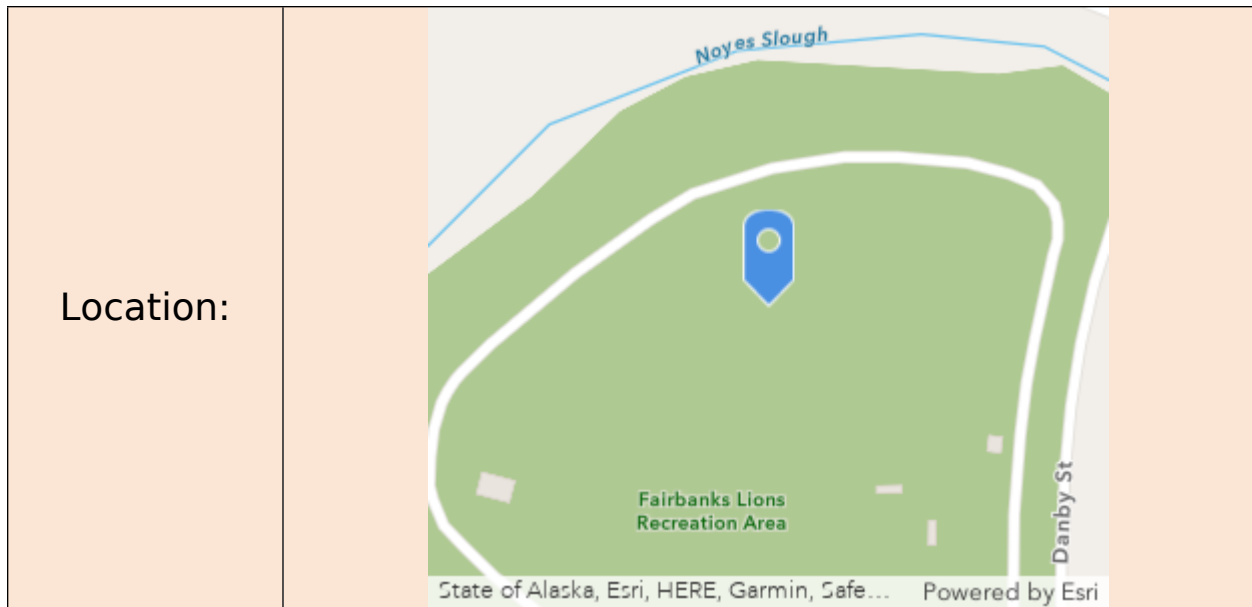 Noyes Slough
Location:
Danby St
Fairbanks Lions
Recreation Area
State of Alaska, Esri, HERE, Garmin, Safe...
Powered by Esri